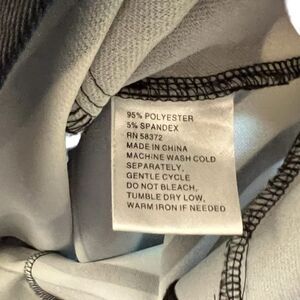 95% POLYESTER
5% SPANDEX
RN 58372
MADE IN CHINA
MACHINE WASH COLD
SEPARATELY,
GENTLE CYCLE
DO NOT BLEACH,
TUMBLE DRY LOW,
WARM IRON IF NEEDED